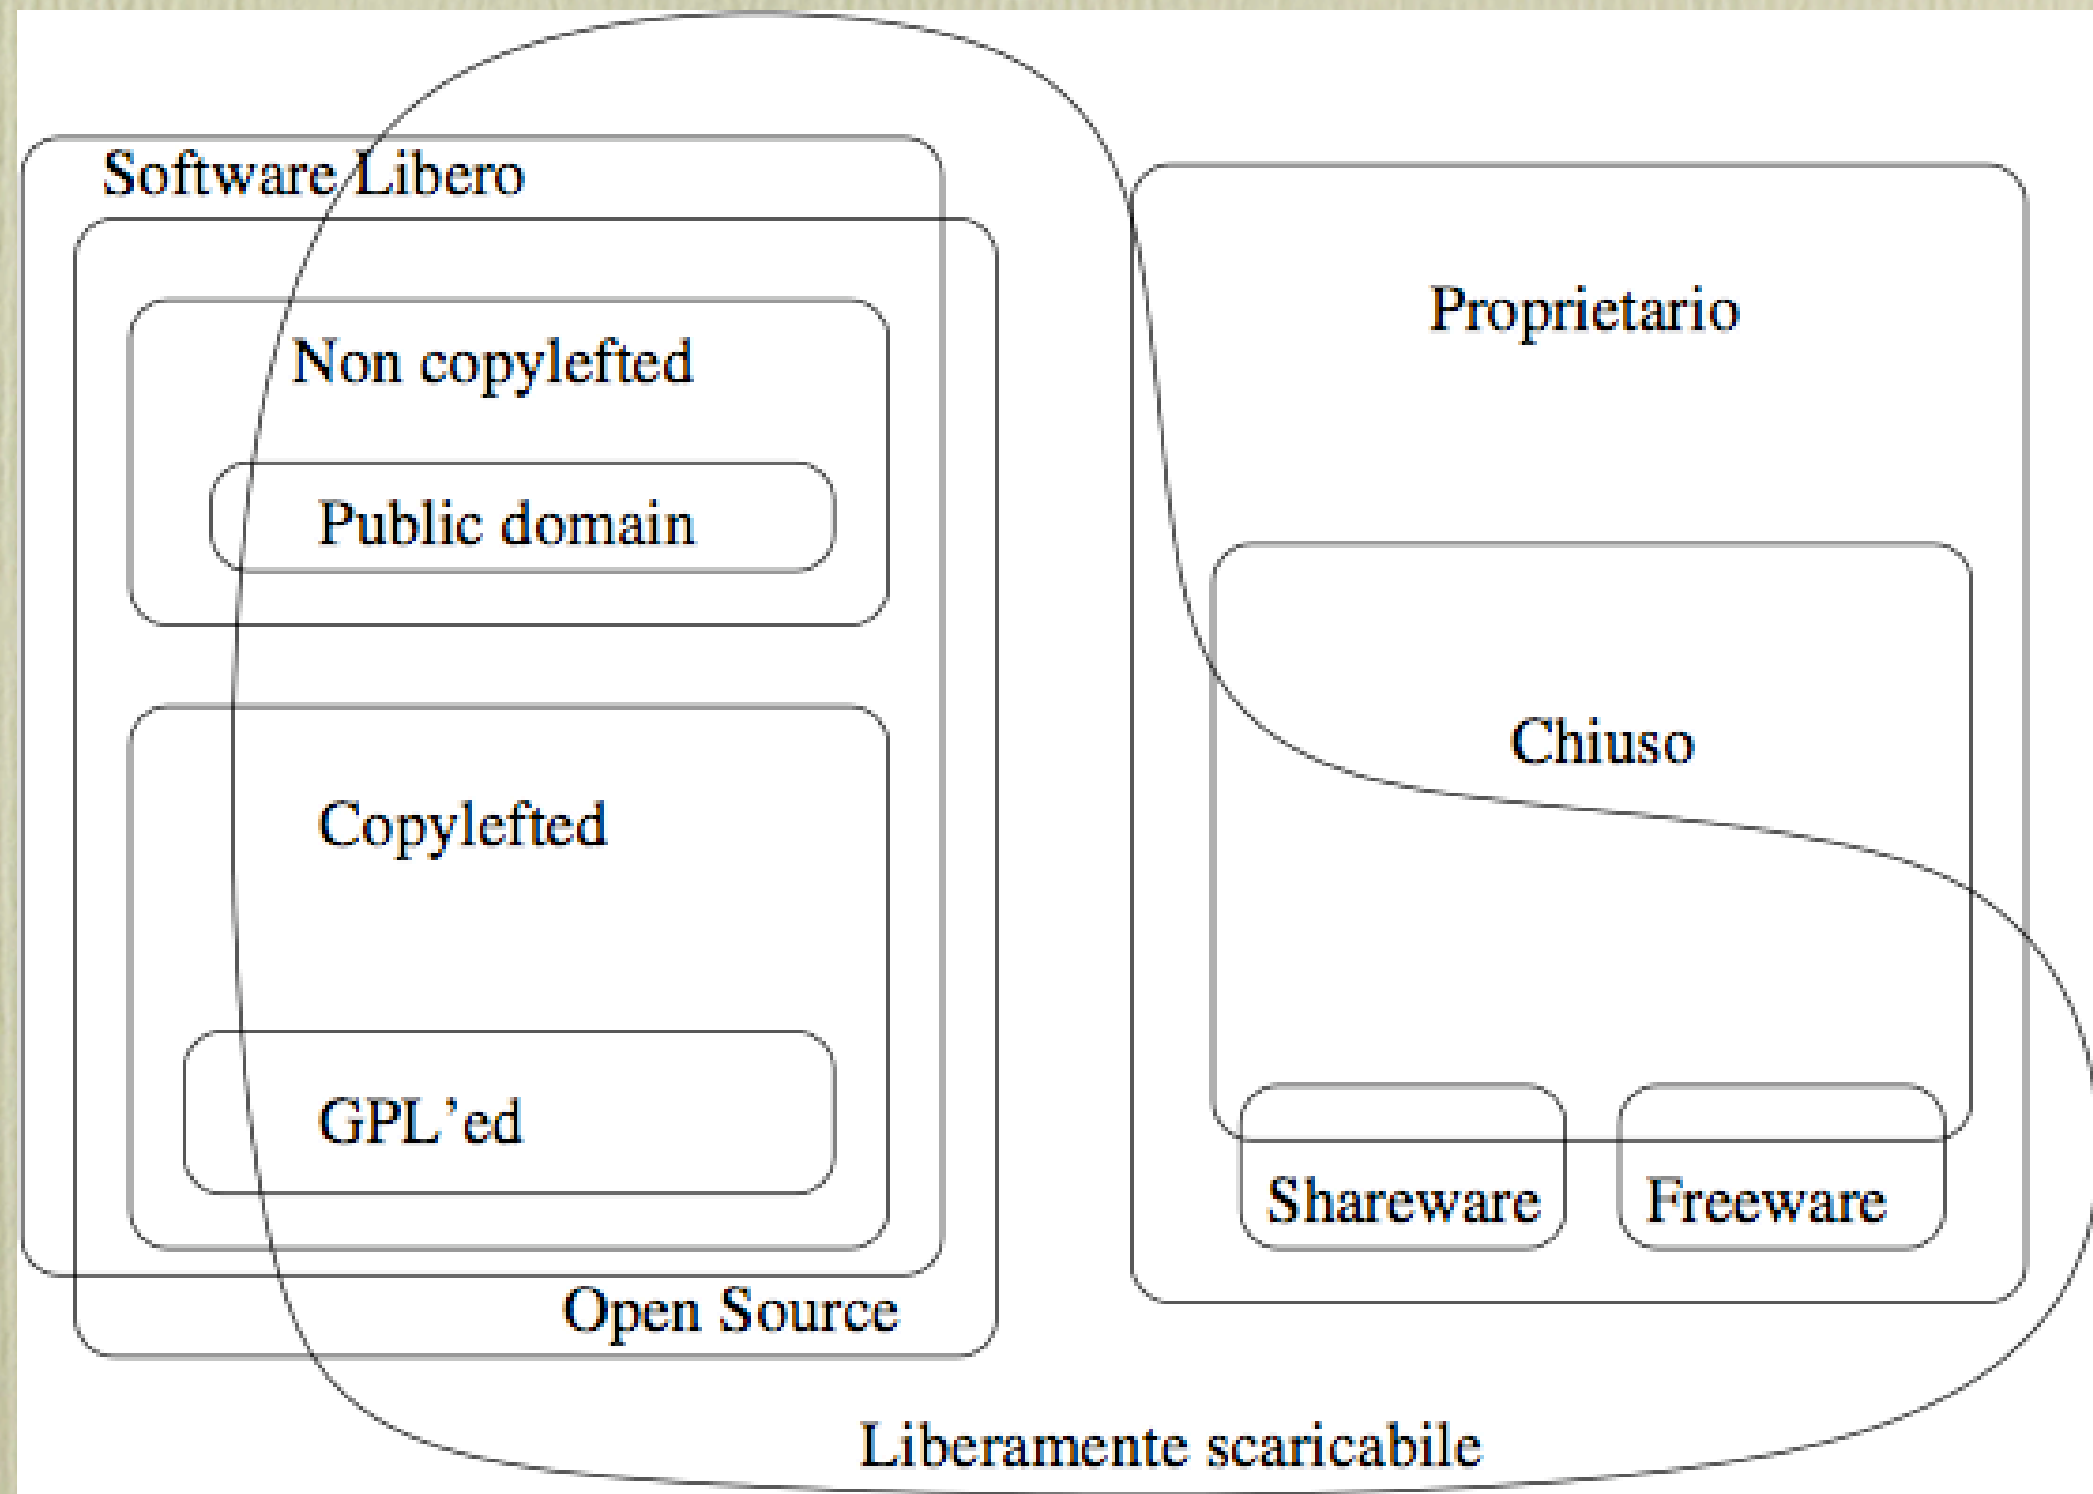 Software Libero
Non copylefted
Public domain
Copylefted
GPL’ed
Open Source
Proprietario
Chiuso
Shareware
Freeware
Liberamente scaricabile